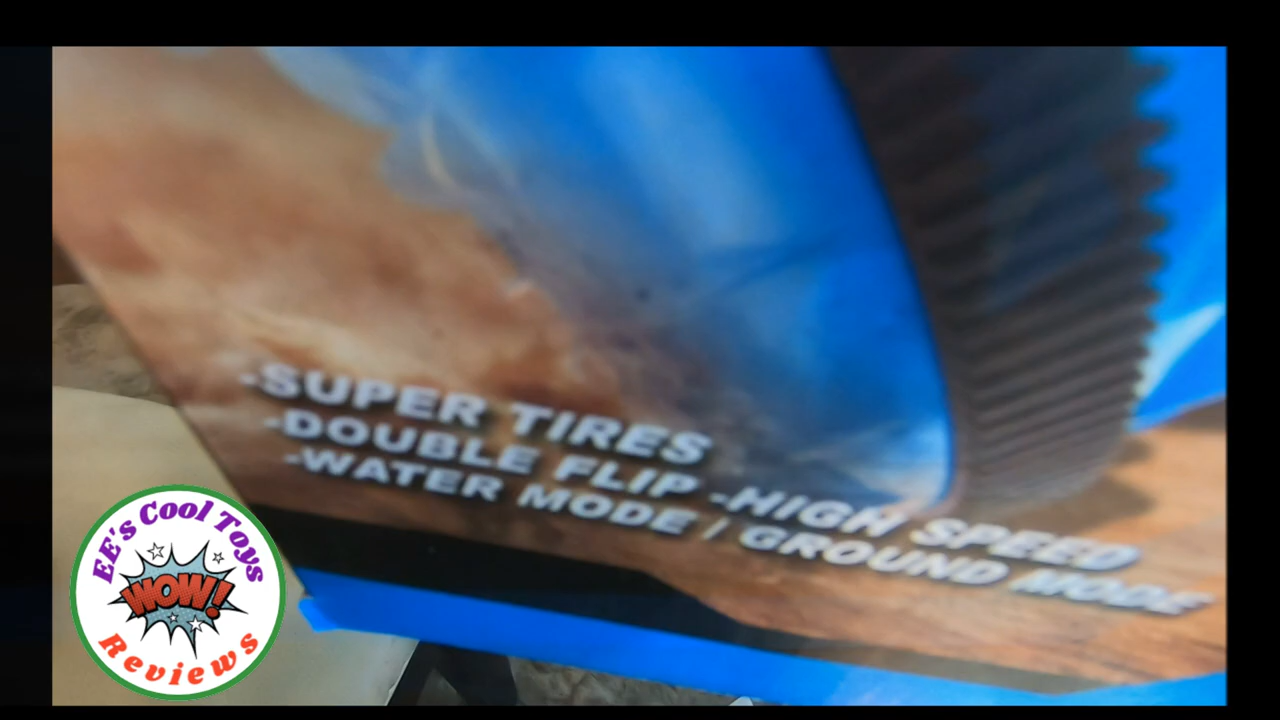 -SUPER TIRES
-DOUBLE FLIP -HIGH SPEED
-WATER MODE / GROUND MODE
EE's Cool Toys
WOW!
Reviews